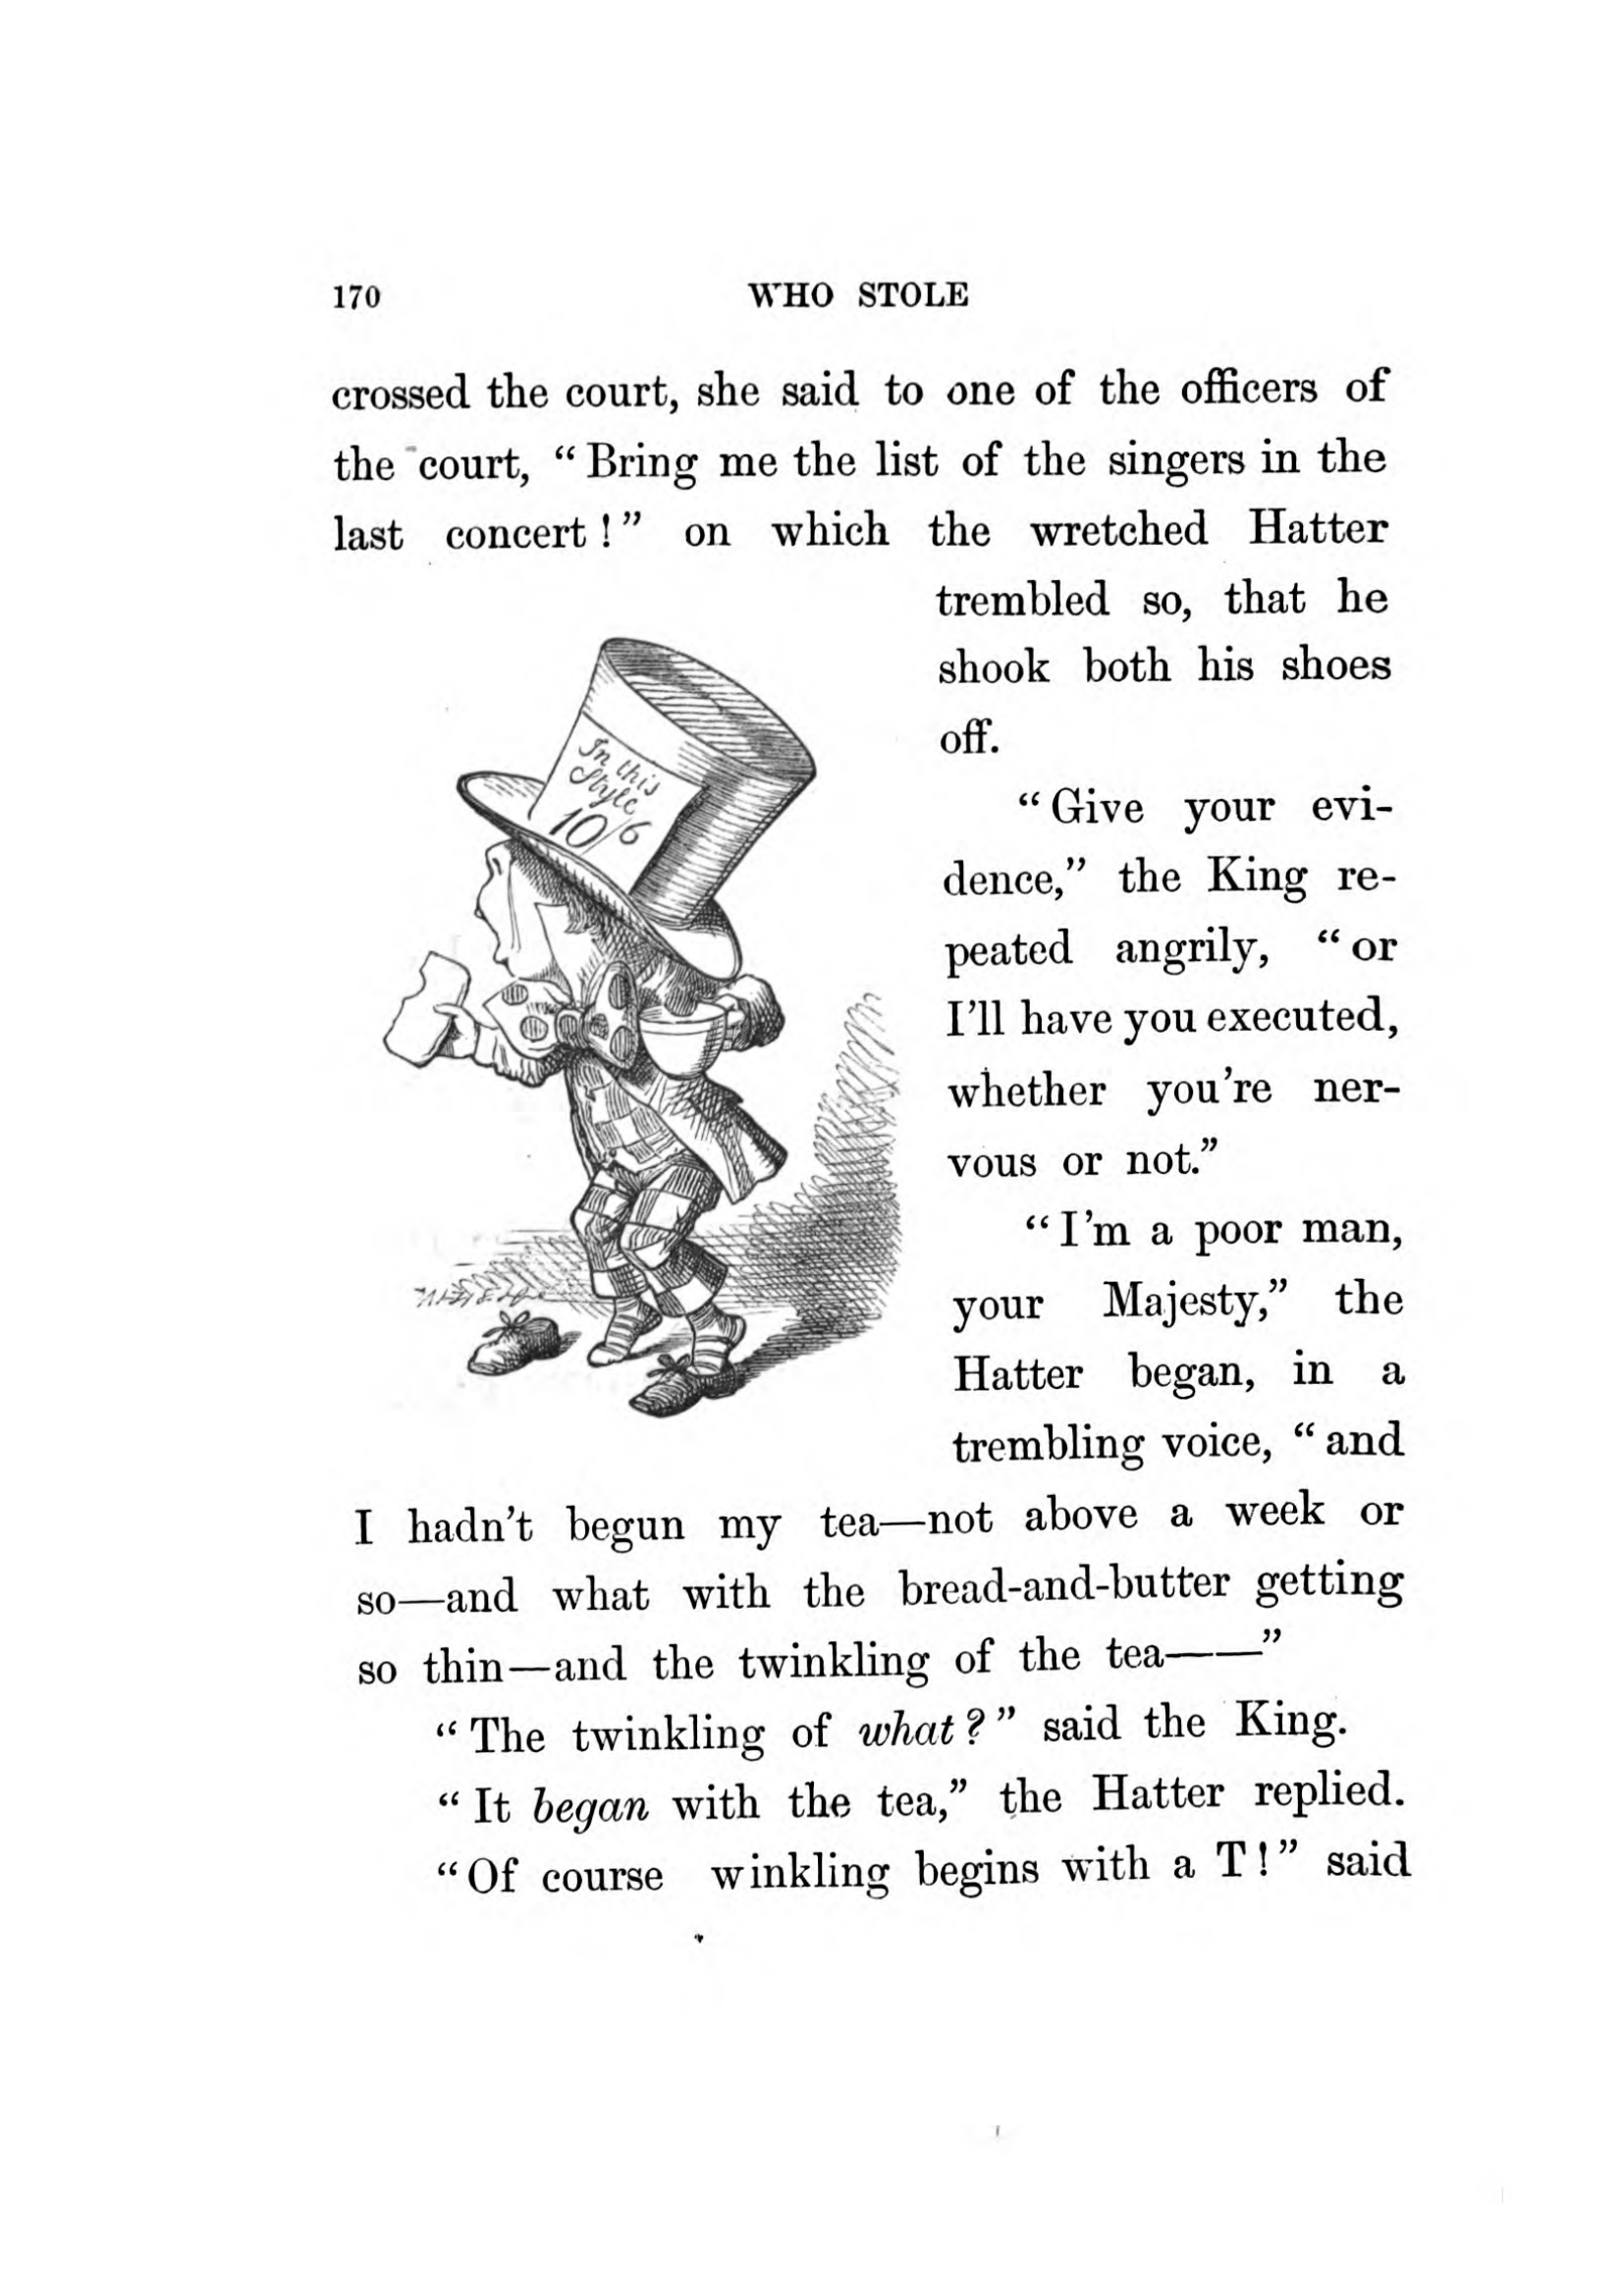 170 WHO STOLE
crossed the court, she said to one of the officers of
the court, “Bring me the list of the singers in the
last concert!” on which the wretched Hatter
trembled so, that he
shook both his shoes
off.
In this
Style
10/6
“Give your evi-
dence,” the King re-
peated angrily, “or
I’ll have you executed,
whether you’re ner-
vous or not.”
“I’m a poor man,
your Majesty,” the
Hatter began, in a
trembling voice, “and
I hadn’t begun my tea—not above a week or
so—and what with the bread-and-butter getting
so thin—and the twinkling of the tea——”
“The twinkling of what?” said the King.
“It began with the tea,” the Hatter replied.
“Of course winkling begins with a T!” said